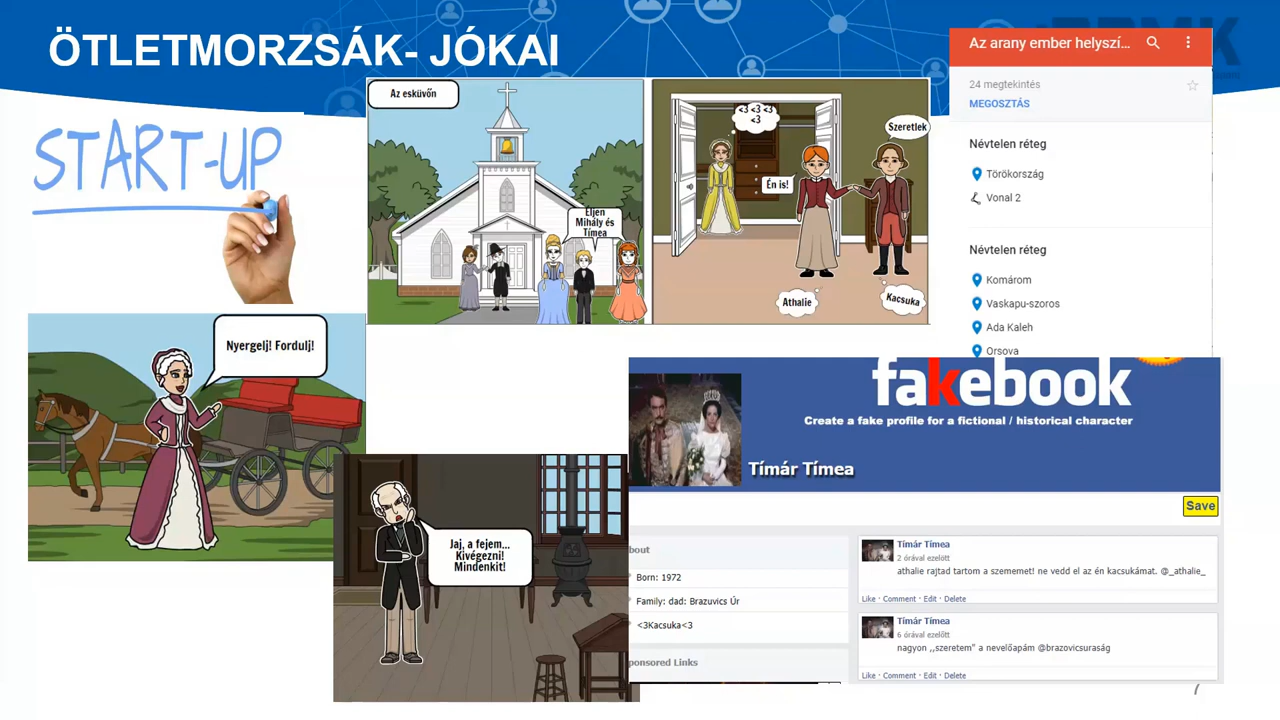 ÖTLETMORZSÁK- JÓKAI
START-UP
Az esküvőn
Éljen
Mihály és
Tímea
<3 <3 <3
<3
Szeretlek
Én is!
Athalie
Kacsuka
Az arany ember helyszí...
24 megtekintés
MEGOSZTÁS
Névtelen réteg
Törökország
Vonal 2
Névtelen réteg
Komárom
Vaskapu-szoros
Ada Kaleh
Orsova
Nyergelj! Fordulj!
Jaj, a fejem...
Kivégezni!
Mindenkit!
fakebook
Create a fake profile for a fictional / historical character
Tímár Tímea
Save
bout
Born: 1972
Family: dad: Brazuvics Úr
<3Kacsuka<3
ponsored Links
Tímár Tímea
2 órával ezelőtt
athalie rajtad tartom a szememet! ne vedd el az én kacsukámat. @_athalie_
Like · Comment · Edit · Delete
Tímár Tímea
6 órával ezelőtt
nagyon ,,szeretem" a nevelőapám @brazovicsuraság
Like · Comment · Edit · Delete
7